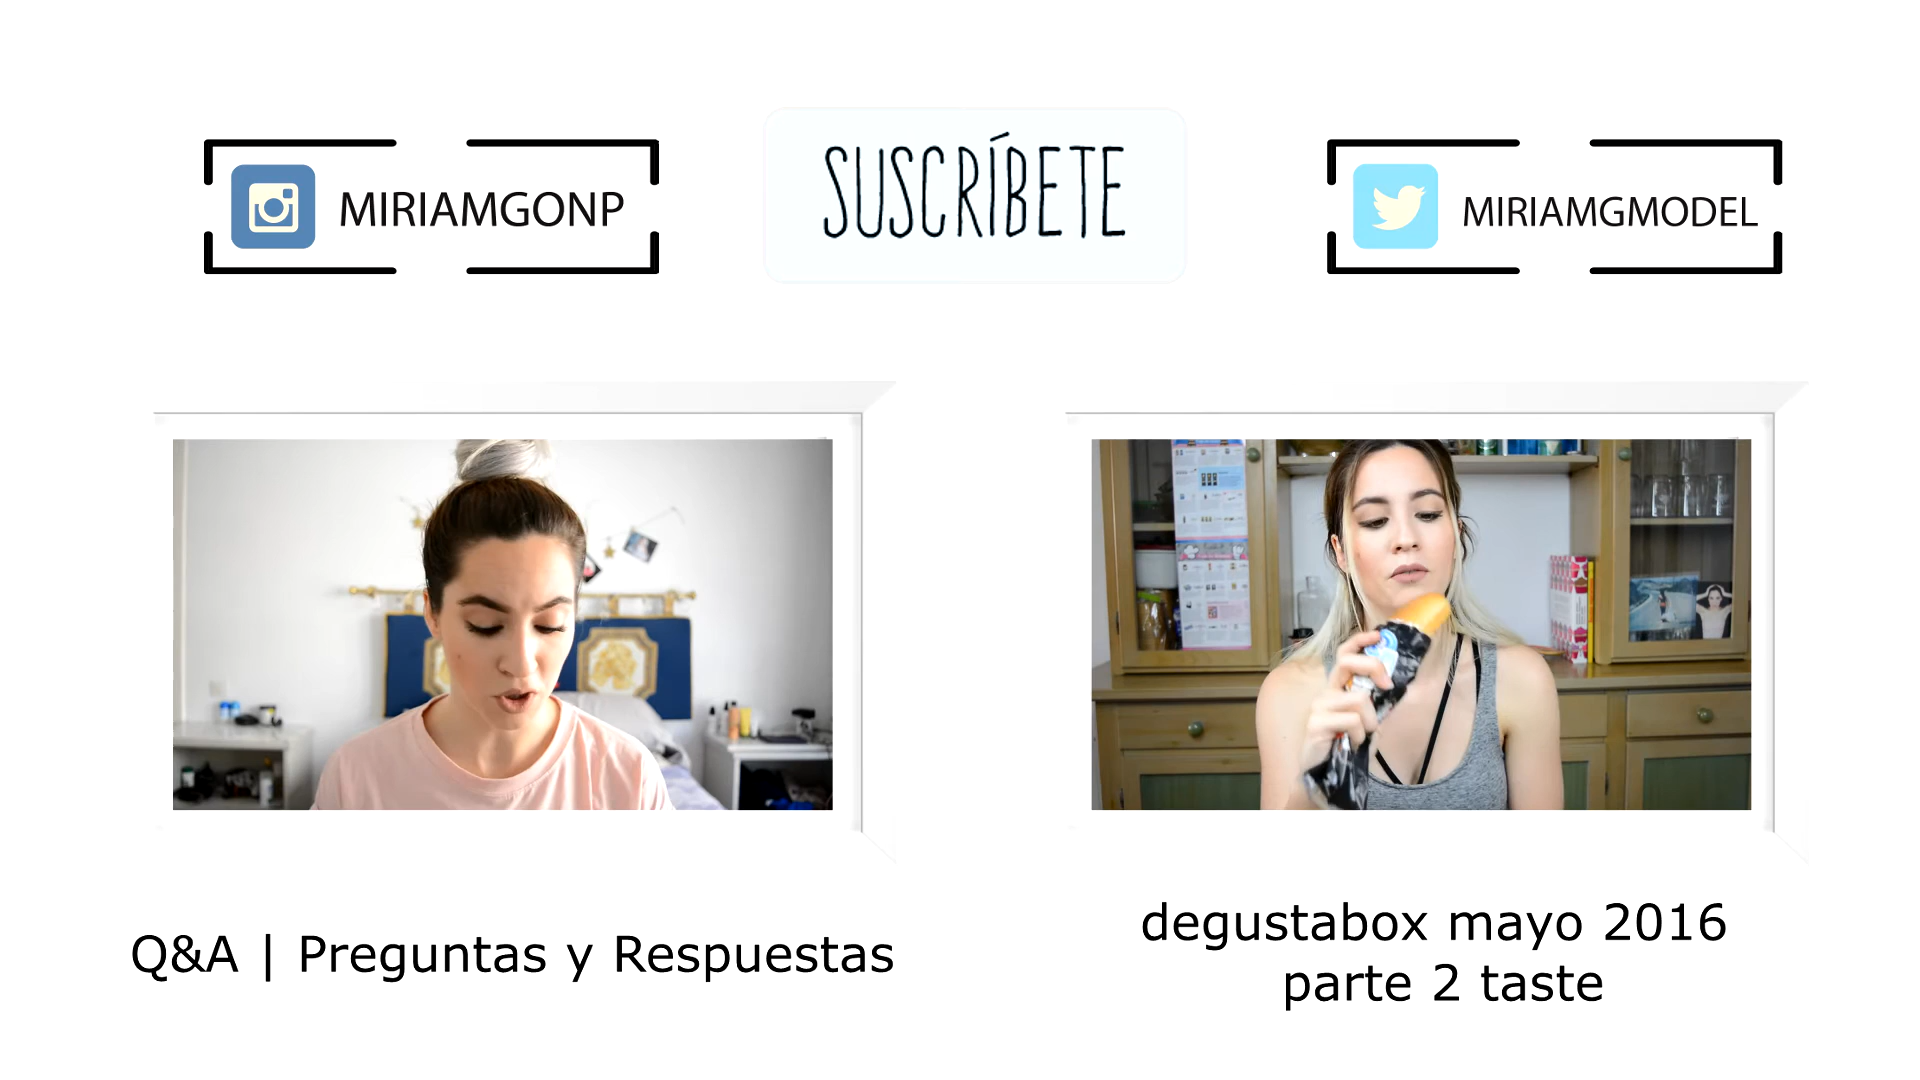 MIRIAMGONP
SUSCRÍBETE
MIRIAMGMODEL
Q&A | Preguntas y Respuestas
degustabox mayo 2016
parte 2 taste